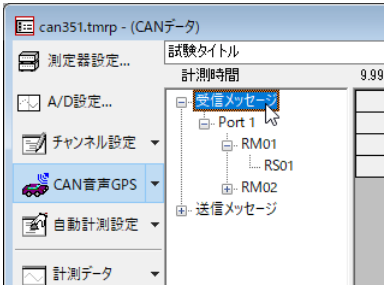 can351.tmrp - (CANデータ)
測定器設定...
A/D設定...
チャンネル設定
CAN音声GPS
自動計測設定
計測データ
試験タイトル
計測時間 9.99
受信メッセージ
Port 1
RM01
RS01
RM02
送信メッセージ